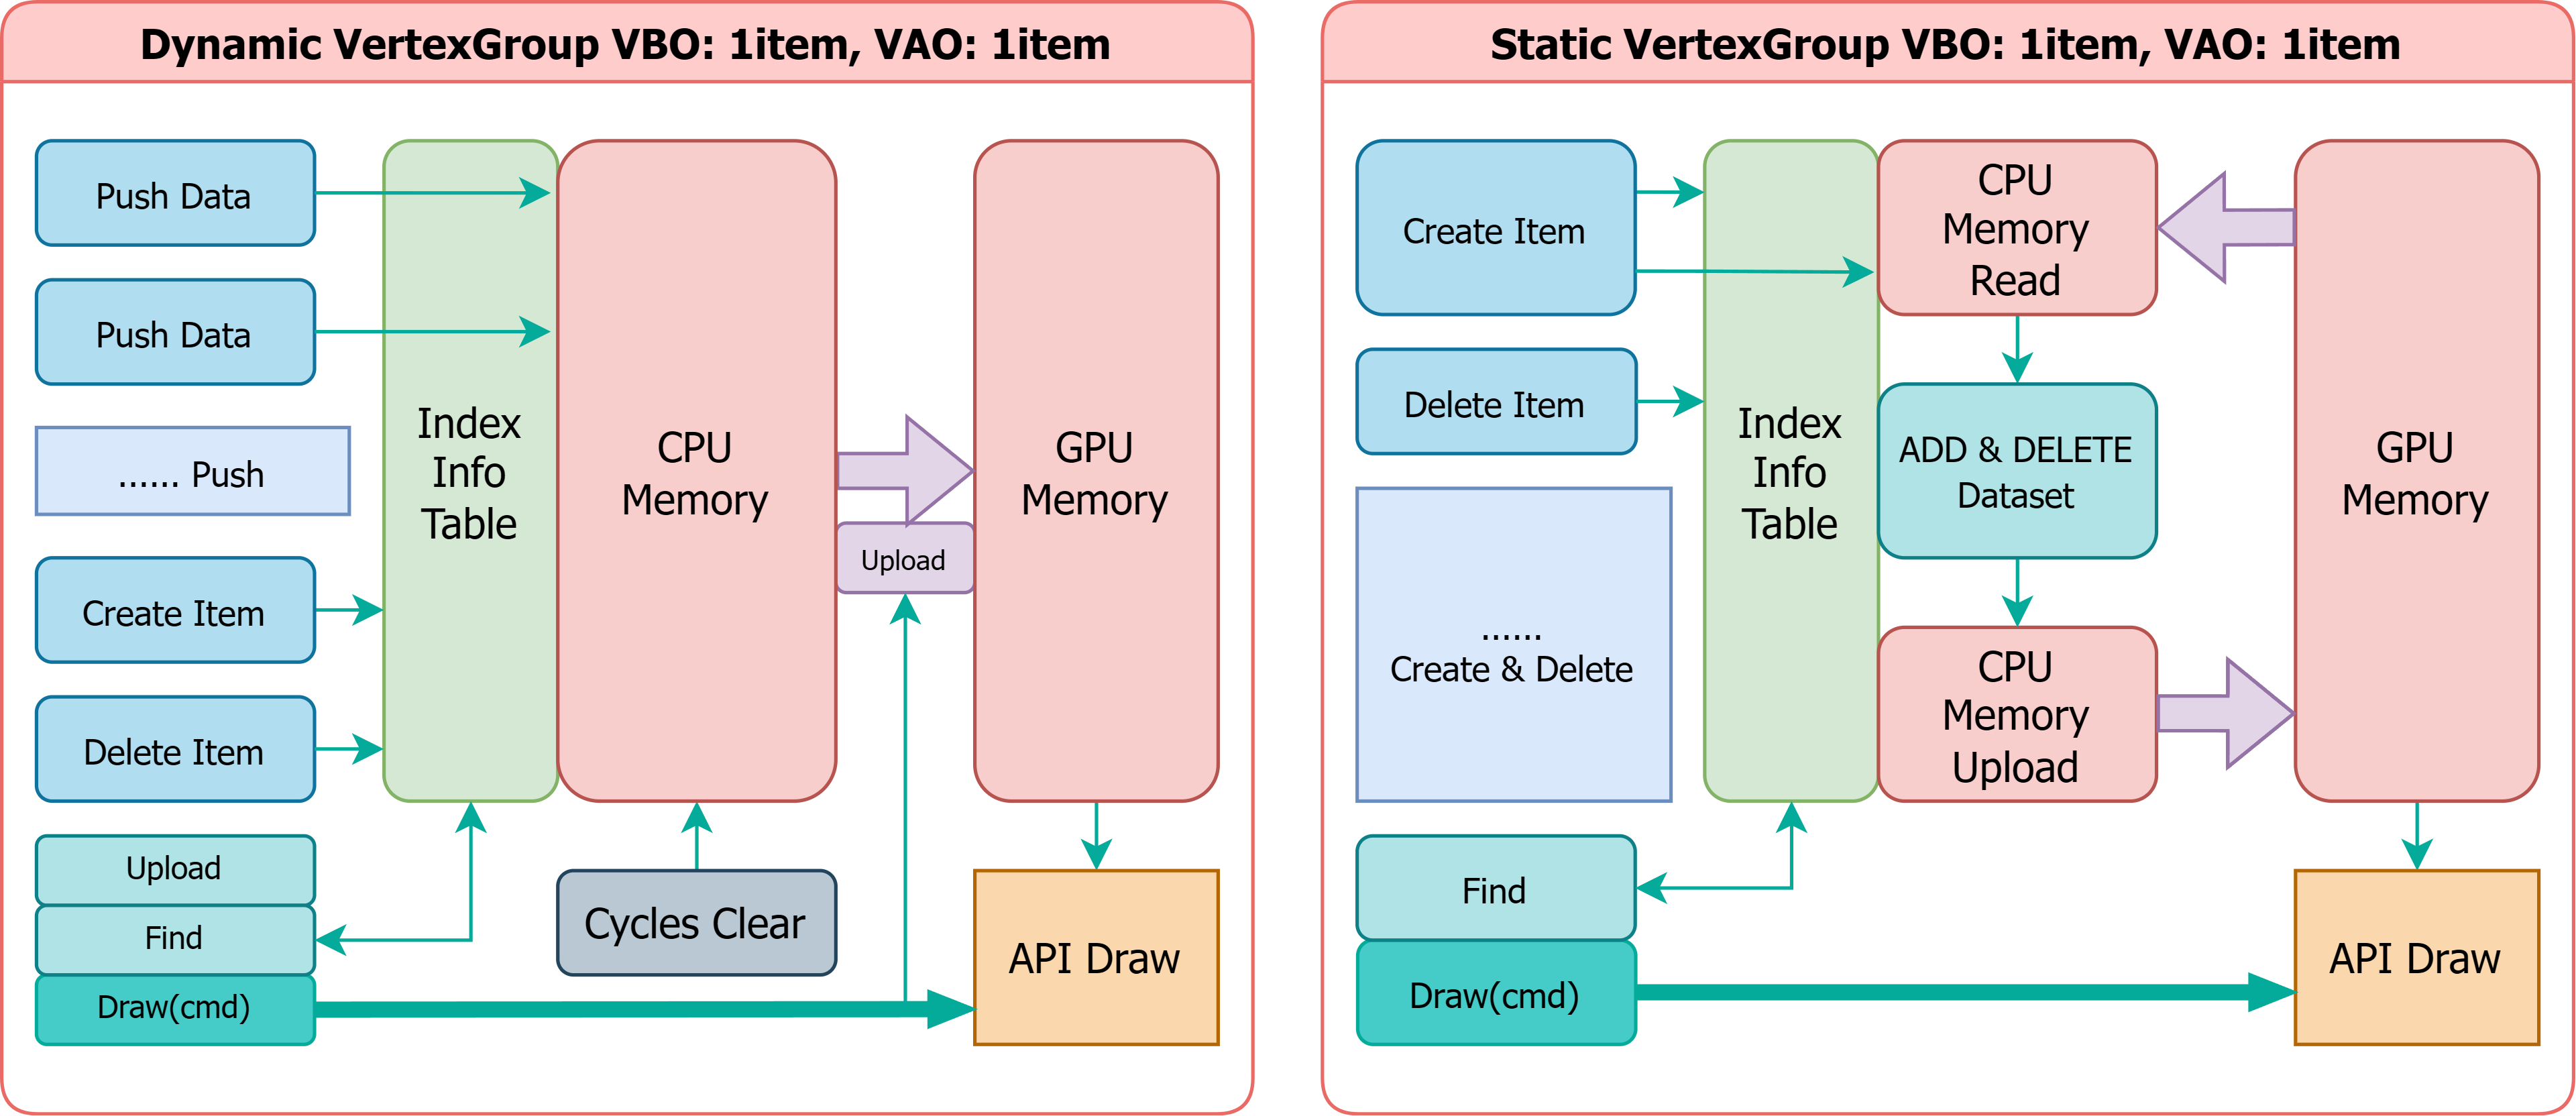 Dynamic VertexGroup VBO: 1item, VAO: 1item
Push Data
Push Data
...... Push
Create Item
Delete Item
Upload
Find
Draw(cmd)
Index
Info
Table
CPU
Memory
Upload
GPU
Memory
Cycles Clear
API Draw
Static VertexGroup VBO: 1item, VAO: 1item
Create Item
Delete Item
......
Create & Delete
Find
Draw(cmd)
Index
Info
Table
CPU
Memory
Read
ADD & DELETE
Dataset
CPU
Memory
Upload
GPU
Memory
API Draw